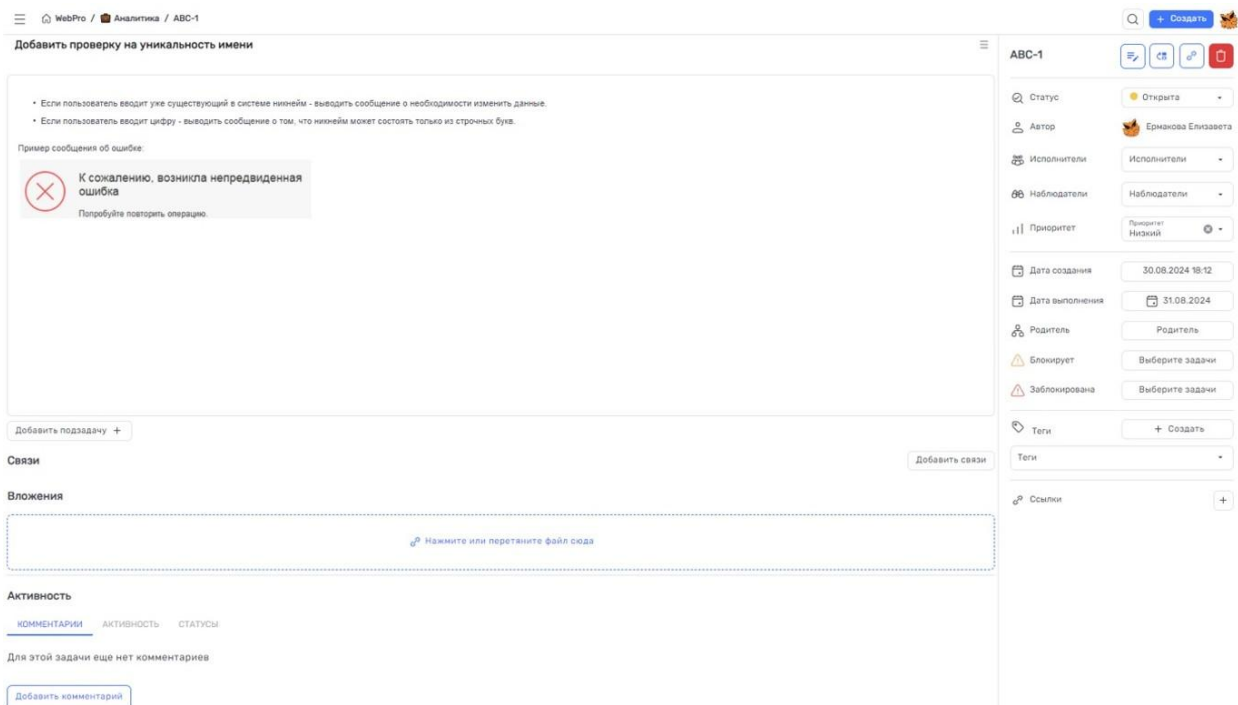 WebPro / Аналитика / ABC-1
+ Создать
Добавить проверку на уникальность имени
• Если пользователь вводит уже существующий в системе никнейм - выводить сообщение о необходимости изменить данные.
• Если пользователь вводит цифру - выводить сообщение о том, что никнейм может состоять только из строчных букв.
Пример сообщения об ошибке:
К сожалению, возникла непредвиденная
ошибка
Попробуйте повторить операцию.
Добавить подзадачу +
Связи
Добавить связи
Вложения
Нажмите или перетяните файл сюда
Активность
КОММЕНТАРИИ АКТИВНОСТЬ СТАТУСЫ
Для этой задачи еще нет комментариев
Добавить комментарий
ABC-1
Статус Открыта
Автор Ермакова Елизавета
Исполнители Исполнители
Наблюдатели Наблюдатели
Приоритет Приоритет
Низкий
Дата создания 30.08.2024 18:12
Дата выполнения 31.08.2024
Родитель Родитель
Блокирует Выберите задачи
Заблокирована Выберите задачи
Теги + Создать
Теги
Ссылки +